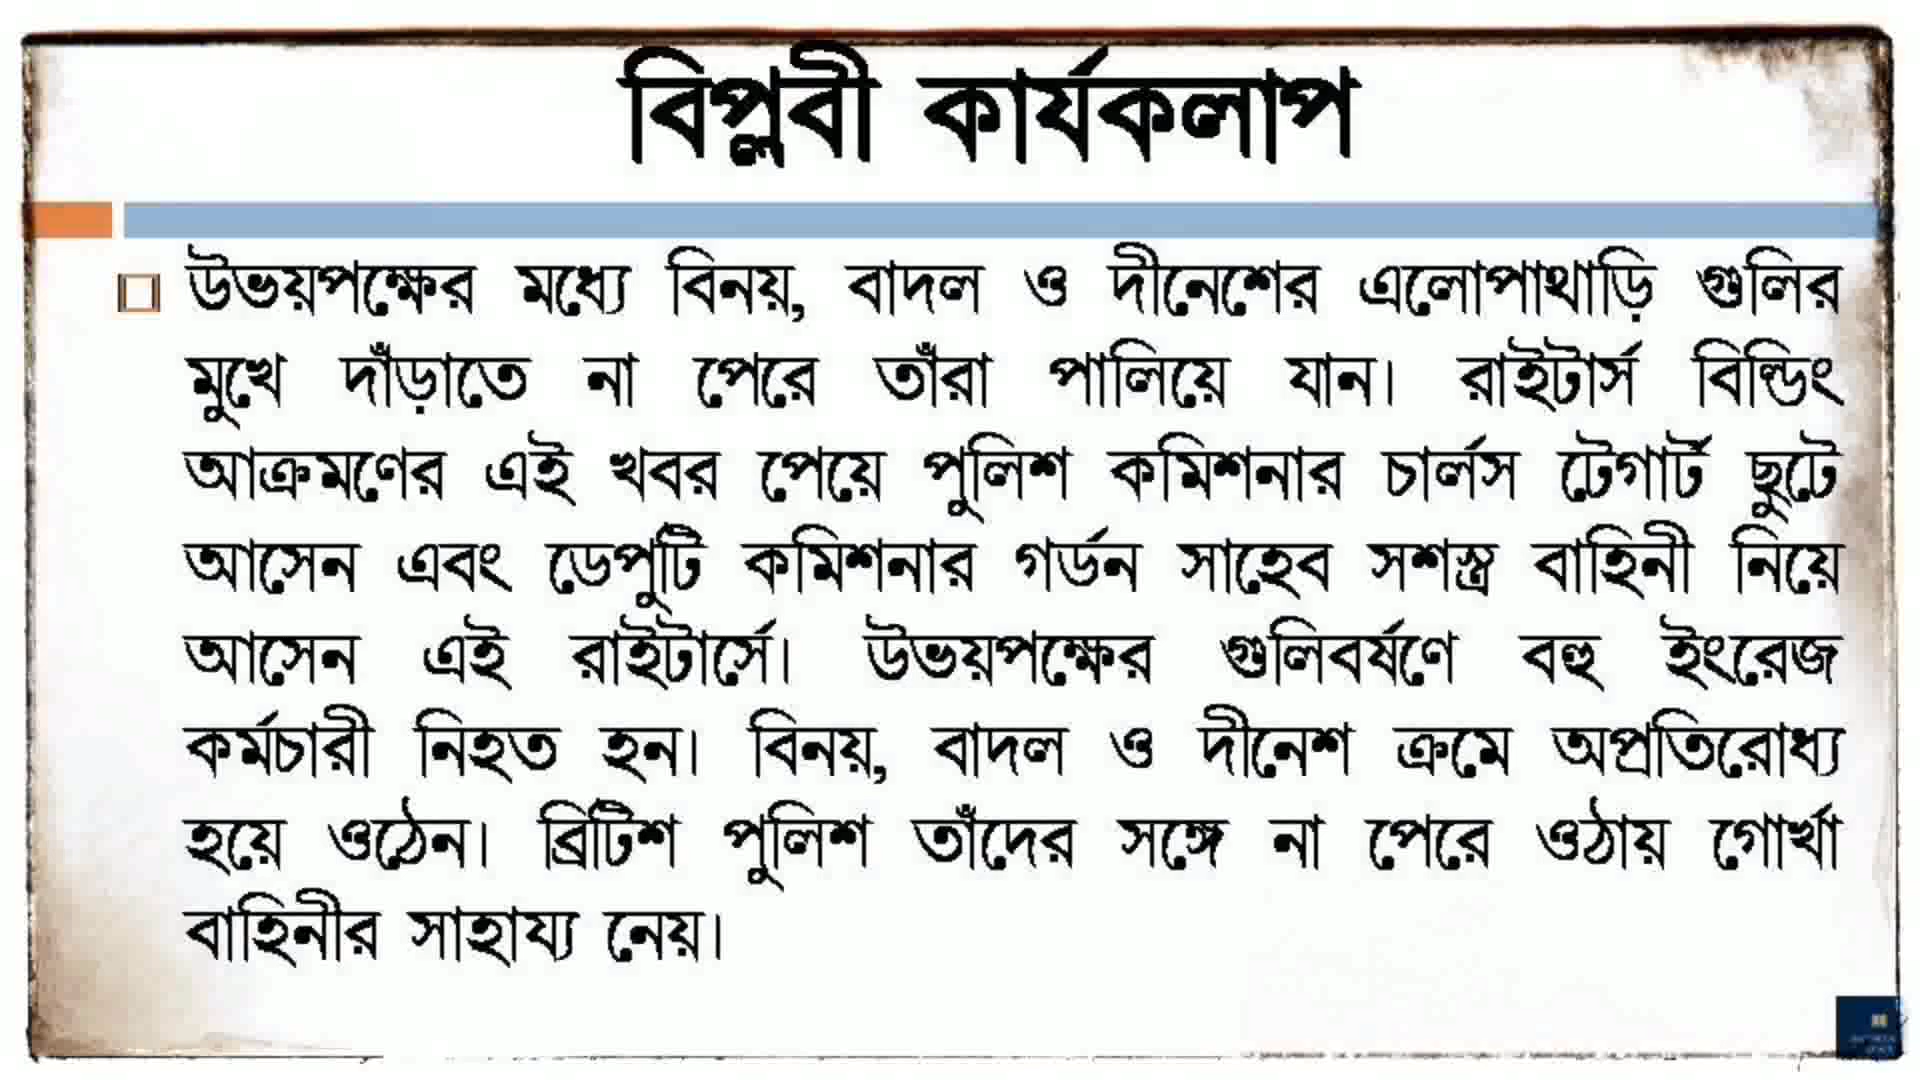 বিপ্লবী কার্যকলাপ
উভয়পক্ষের মধ্যে বিনয়, বাদল ও দীনেশের এলোপাথাড়ি গুলির
মুখে দাঁড়াতে না পেরে তাঁরা পালিয়ে যান। রাইটার্স বিল্ডিং
আক্রমণের এই খবর পেয়ে পুলিশ কমিশনার চার্লস টেগার্ট ছুটে
আসেন এবং ডেপুটি কমিশনার গর্ডন সাহেব সশস্ত্র বাহিনী নিয়ে
আসেন এই রাইটার্সে। উভয়পক্ষের গুলিবর্ষণে বহু ইংরেজ
কর্মচারী নিহত হন। বিনয়, বাদল ও দীনেশ ক্রমে অপ্রতিরোধ্য
হয়ে ওঠেন। ব্রিটিশ পুলিশ তাঁদের সঙ্গে না পেরে ওঠায় গোর্খা
বাহিনীর সাহায্য নেয়।